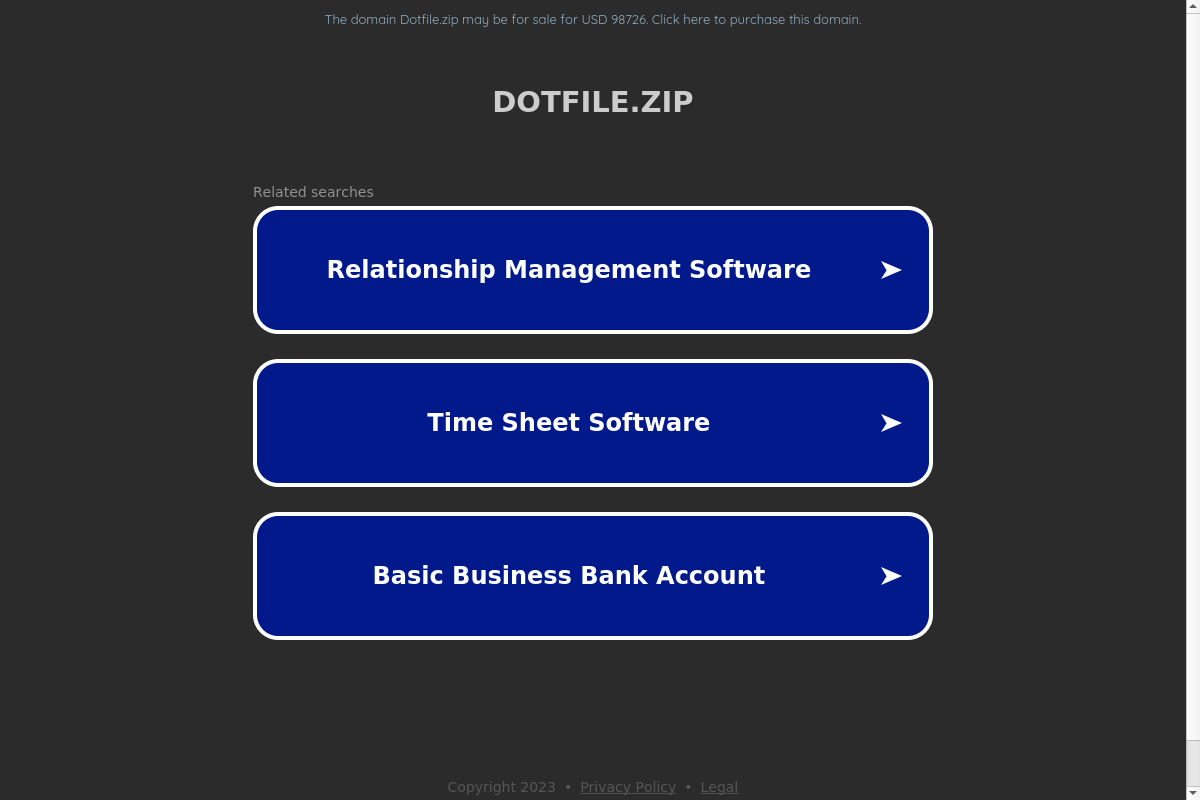 The domain Dotfile.zip may be for sale for USD 98726. Click here to purchase this domain.
DOTFILE.ZIP
Related searches
Relationship Management Software
Time Sheet Software
Basic Business Bank Account
Copyright 2023 • Privacy Policy • Legal